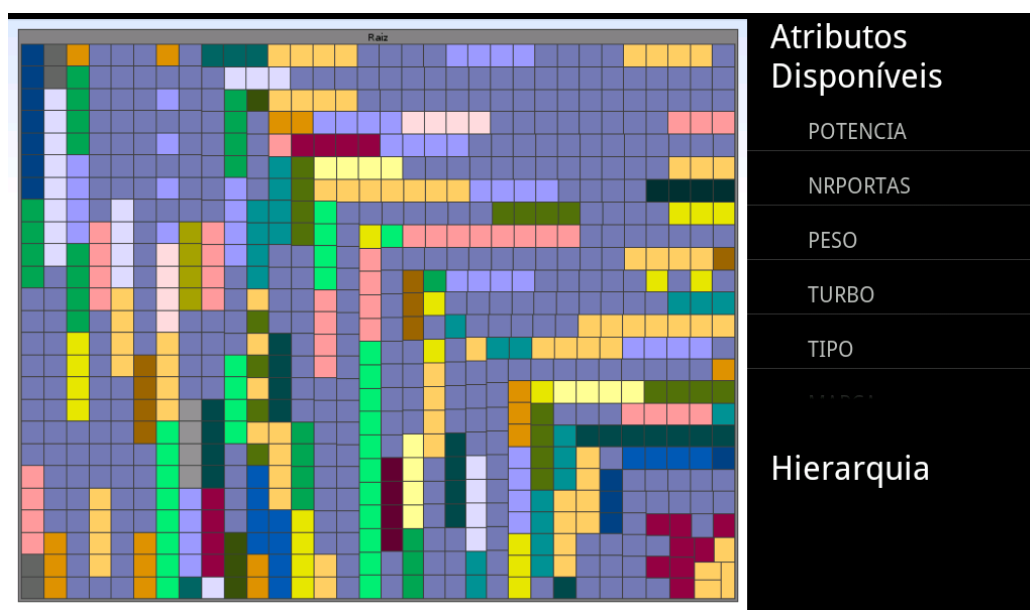 Raiz
Atributos
Disponíveis
POTENCIA
NRPORTAS
PESO
TURBO
TIPO
Hierarquia